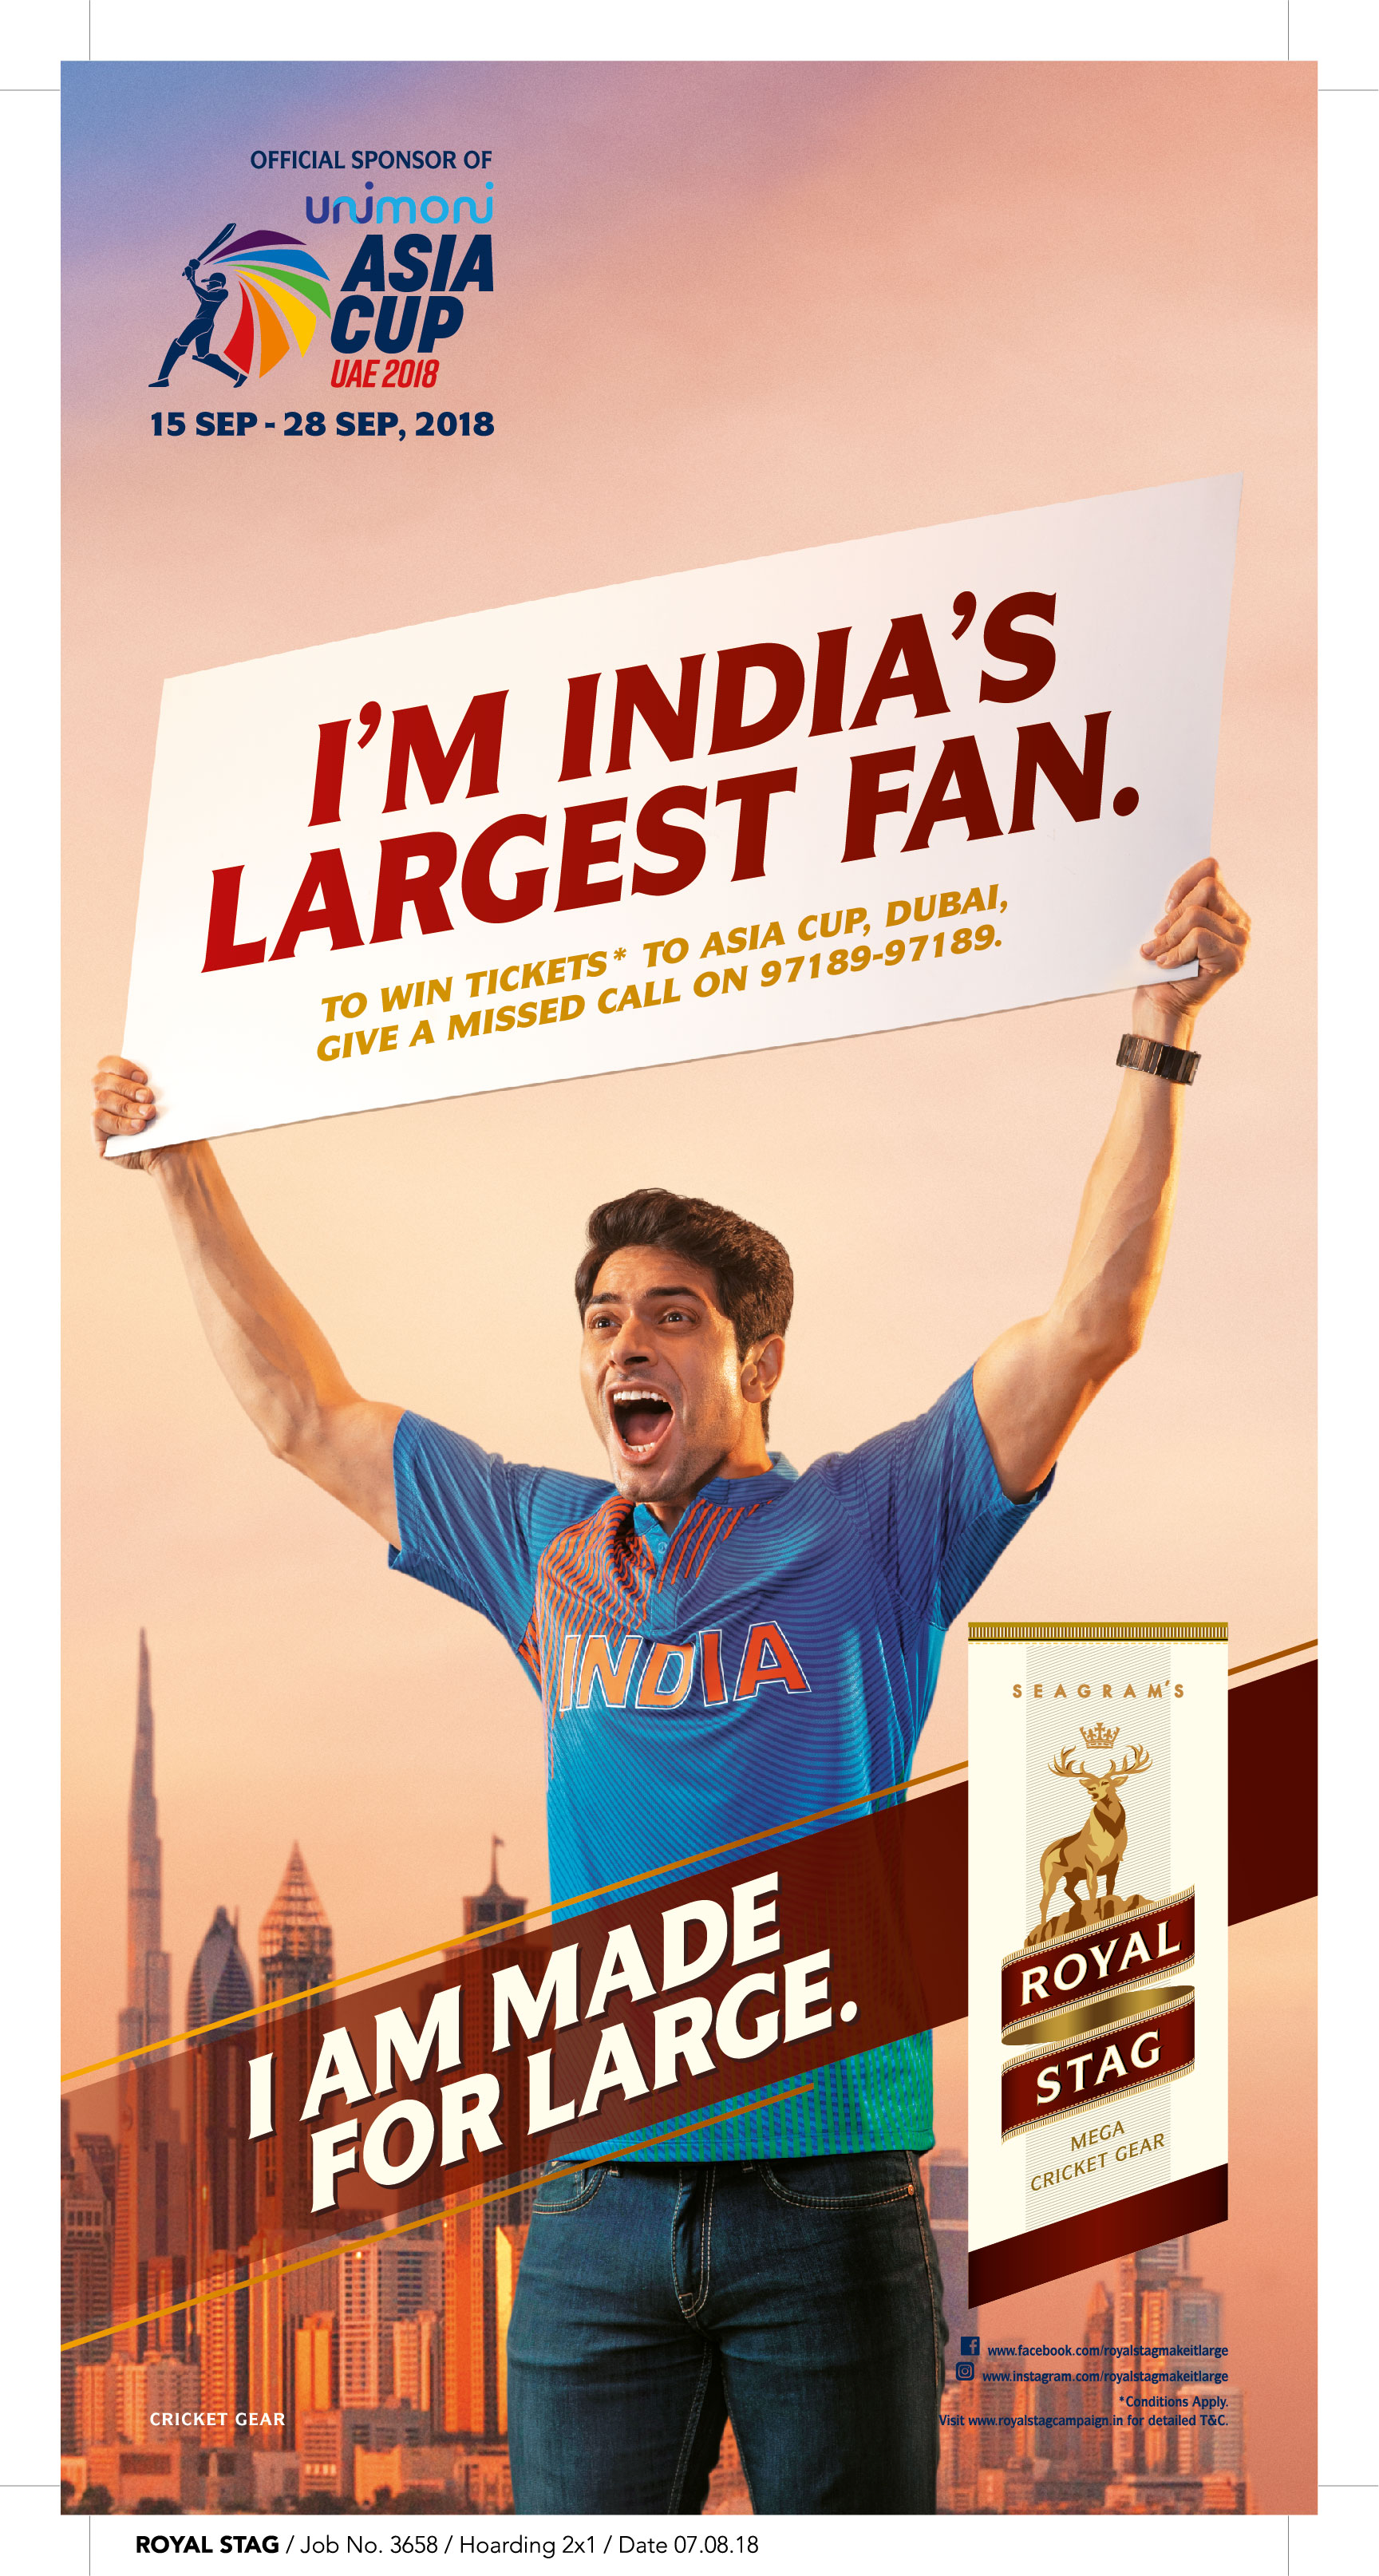 OFFICIAL SPONSOR OF
unimoni
ASIA
CUP
UAE 2018
15 SEP - 28 SEP, 2018
I'M INDIA'S
LARGEST FAN.
TO WIN TICKETS* TO ASIA CUP, DUBAI,
GIVE A MISSED CALL ON 97189-97189.
INDIA
SEAGRAM'S
ROYAL
STAG
MEGA
CRICKET GEAR
I AM MADE
FOR LARGE.
www.facebook.com/royalstagmakeitlarge
www.instagram.com/royalstagmakeitlarge
*Conditions Apply.
Visit www.royalstagcampaign.in for detailed T&C.
CRICKET GEAR
ROYAL STAG / Job No. 3658 / Hoarding 2x1 / Date 07.08.18